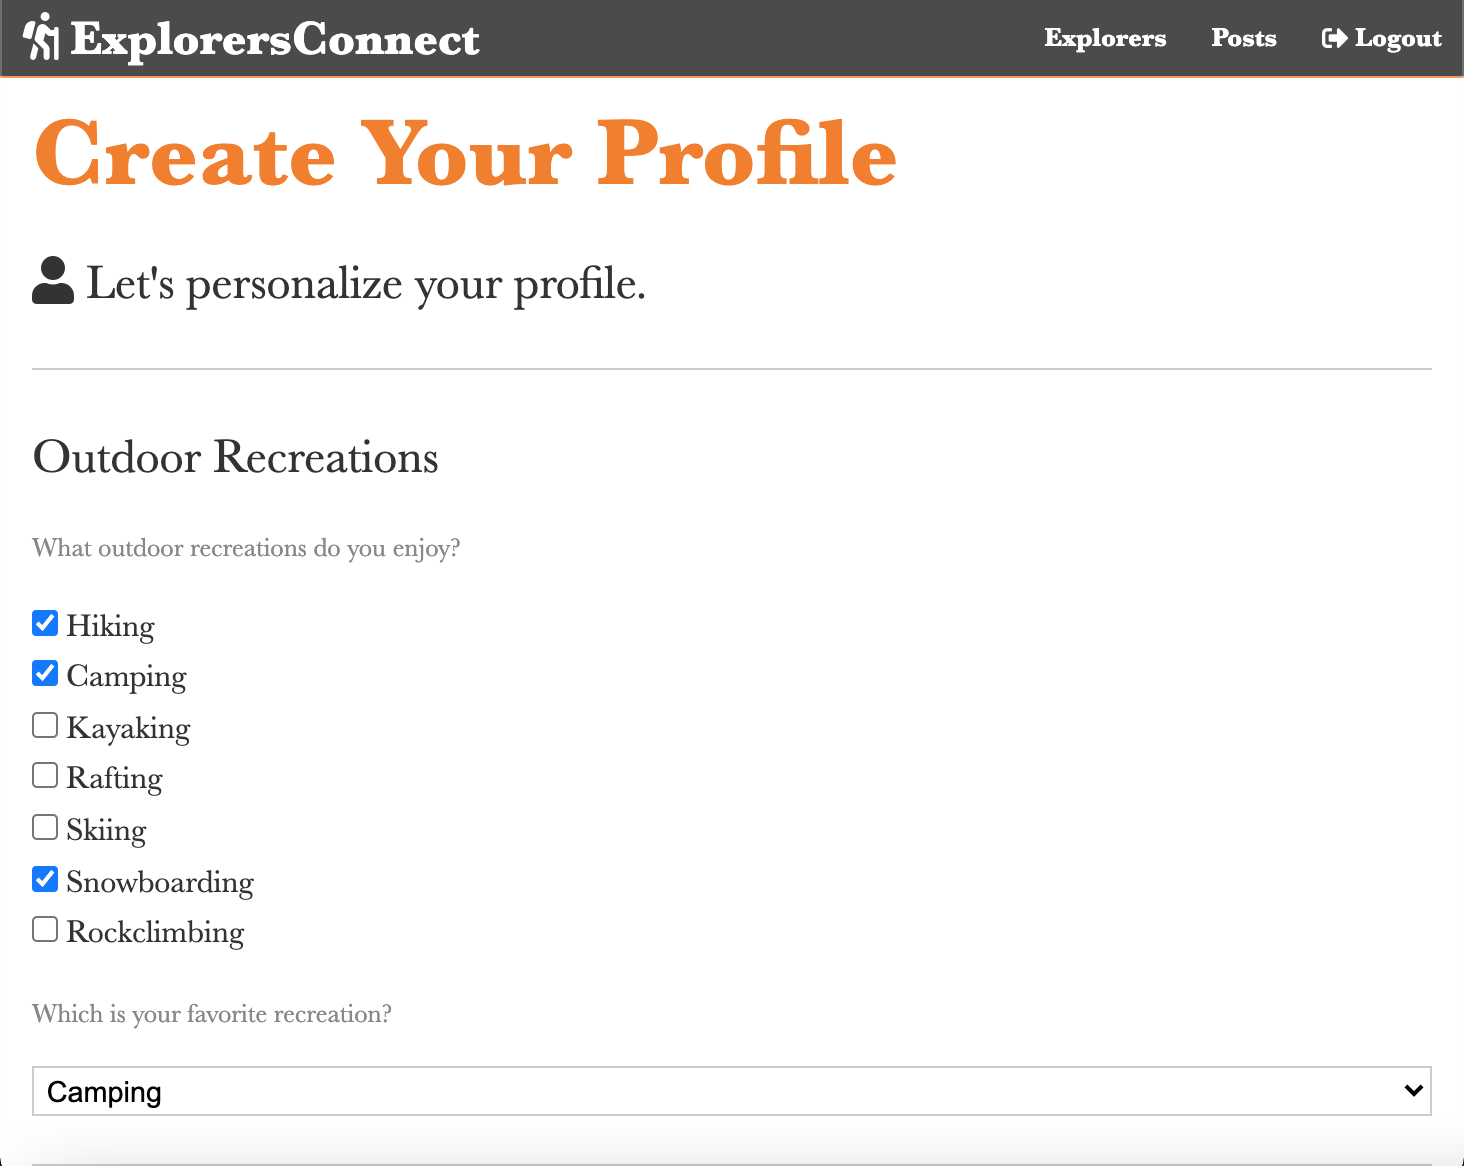 ExplorersConnect
Explorers Posts Logout
Create Your Profile
Let's personalize your profile.
Outdoor Recreations
What outdoor recreations do you enjoy?
Hiking
Camping
Kayaking
Rafting
Skiing
Snowboarding
Rockclimbing
Which is your favorite recreation?
Camping